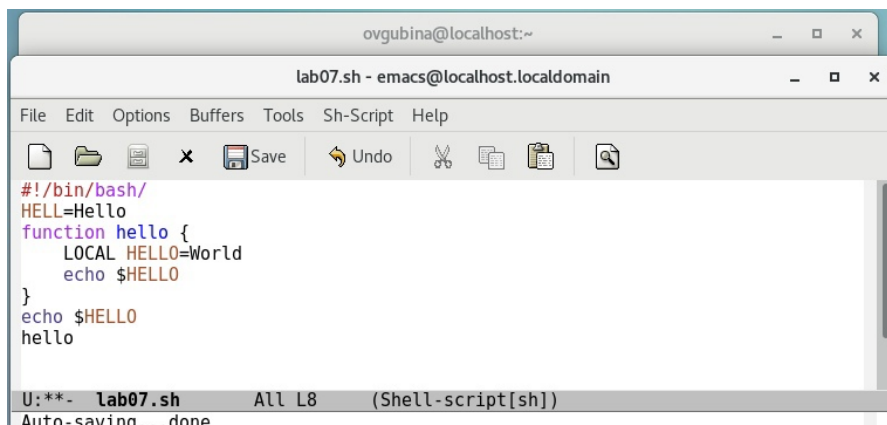 ovgubina@localhost:~
lab07.sh - emacs@localhost.localdomain
File Edit Options Buffers Tools Sh-Script Help
Save Undo
#!/bin/bash/
HELL=Hello
function hello {
    LOCAL HELLO=World
    echo $HELLO
}
echo $HELLO
hello
U:**- lab07.sh All L8 (Shell-script[sh])
Auto-saving...done